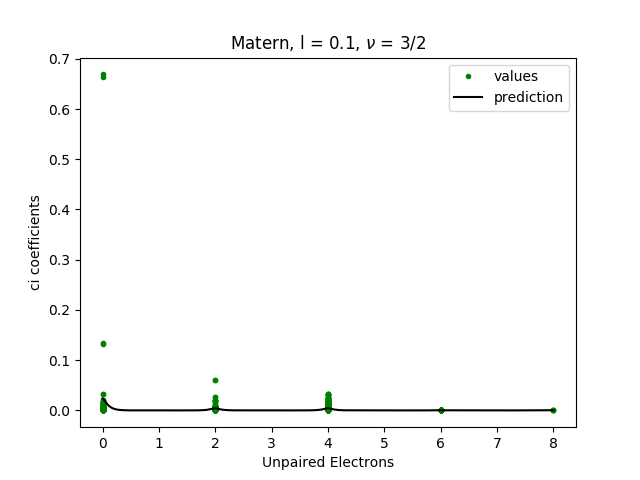 Matern, l = 0.1, ν = 3/2
0.7
0.6
0.5
0.4
0.3
0.2
0.1
0.0
ci coefficients
values
prediction
0 1 2 3 4 5 6 7 8
Unpaired Electrons